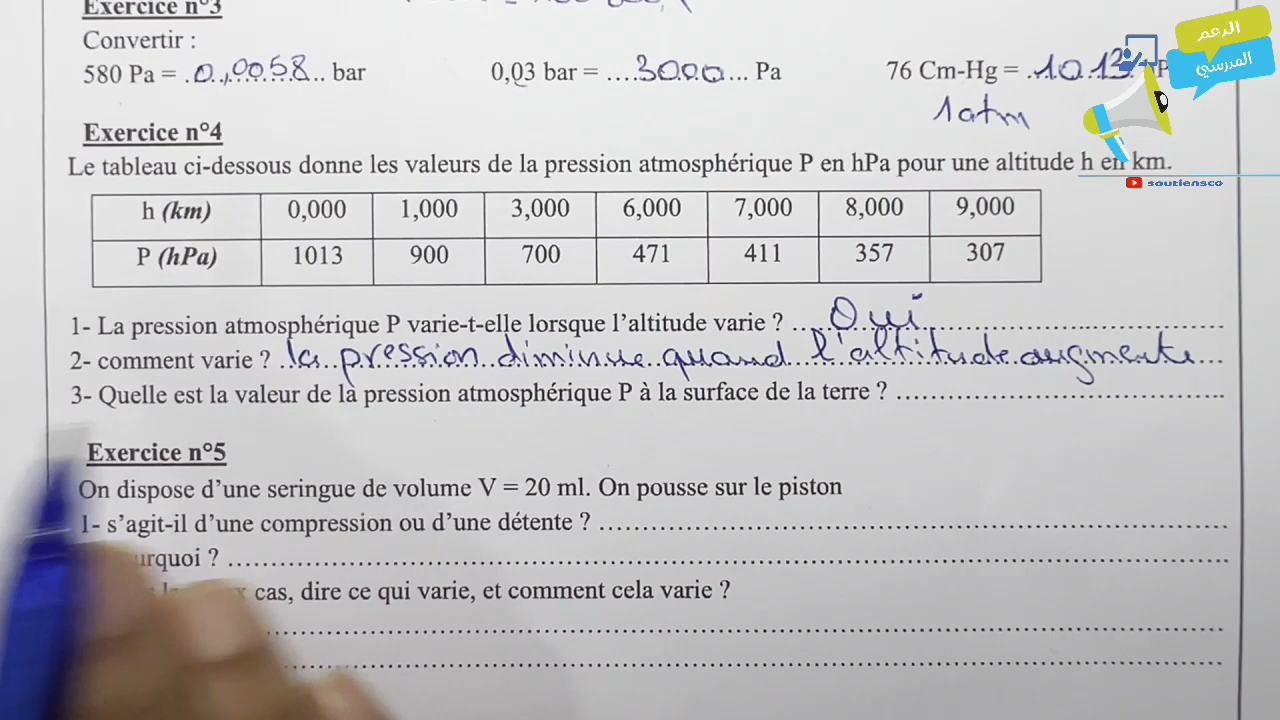 Exercice n°3
Convertir :
580 Pa = .0.,.0.0.5.8... bar 0,03 bar = ....3000... Pa 76 Cm-Hg = ..1013
1 atm
الدعم
المدرسي
soutiensco
Exercice n°4
Le tableau ci-dessous donne les valeurs de la pression atmosphérique P en hPa pour une altitude h en km.
h (km) 0,000 1,000 3,000 6,000 7,000 8,000 9,000
P (hPa) 1013 900 700 471 411 357 307
1- La pression atmosphérique P varie-t-elle lorsque l'altitude varie ? .....Oui..........
2- comment varie ? la pression diminue quand l'altitude augmente...
3- Quelle est la valeur de la pression atmosphérique P à la surface de la terre ? ..........
Exercice n°5
On dispose d'une seringue de volume V = 20 ml. On pousse sur le piston
1- s'agit-il d'une compression ou d'une détente ? ..........
urquoi ? ..........
cas, dire ce qui varie, et comment cela varie ?